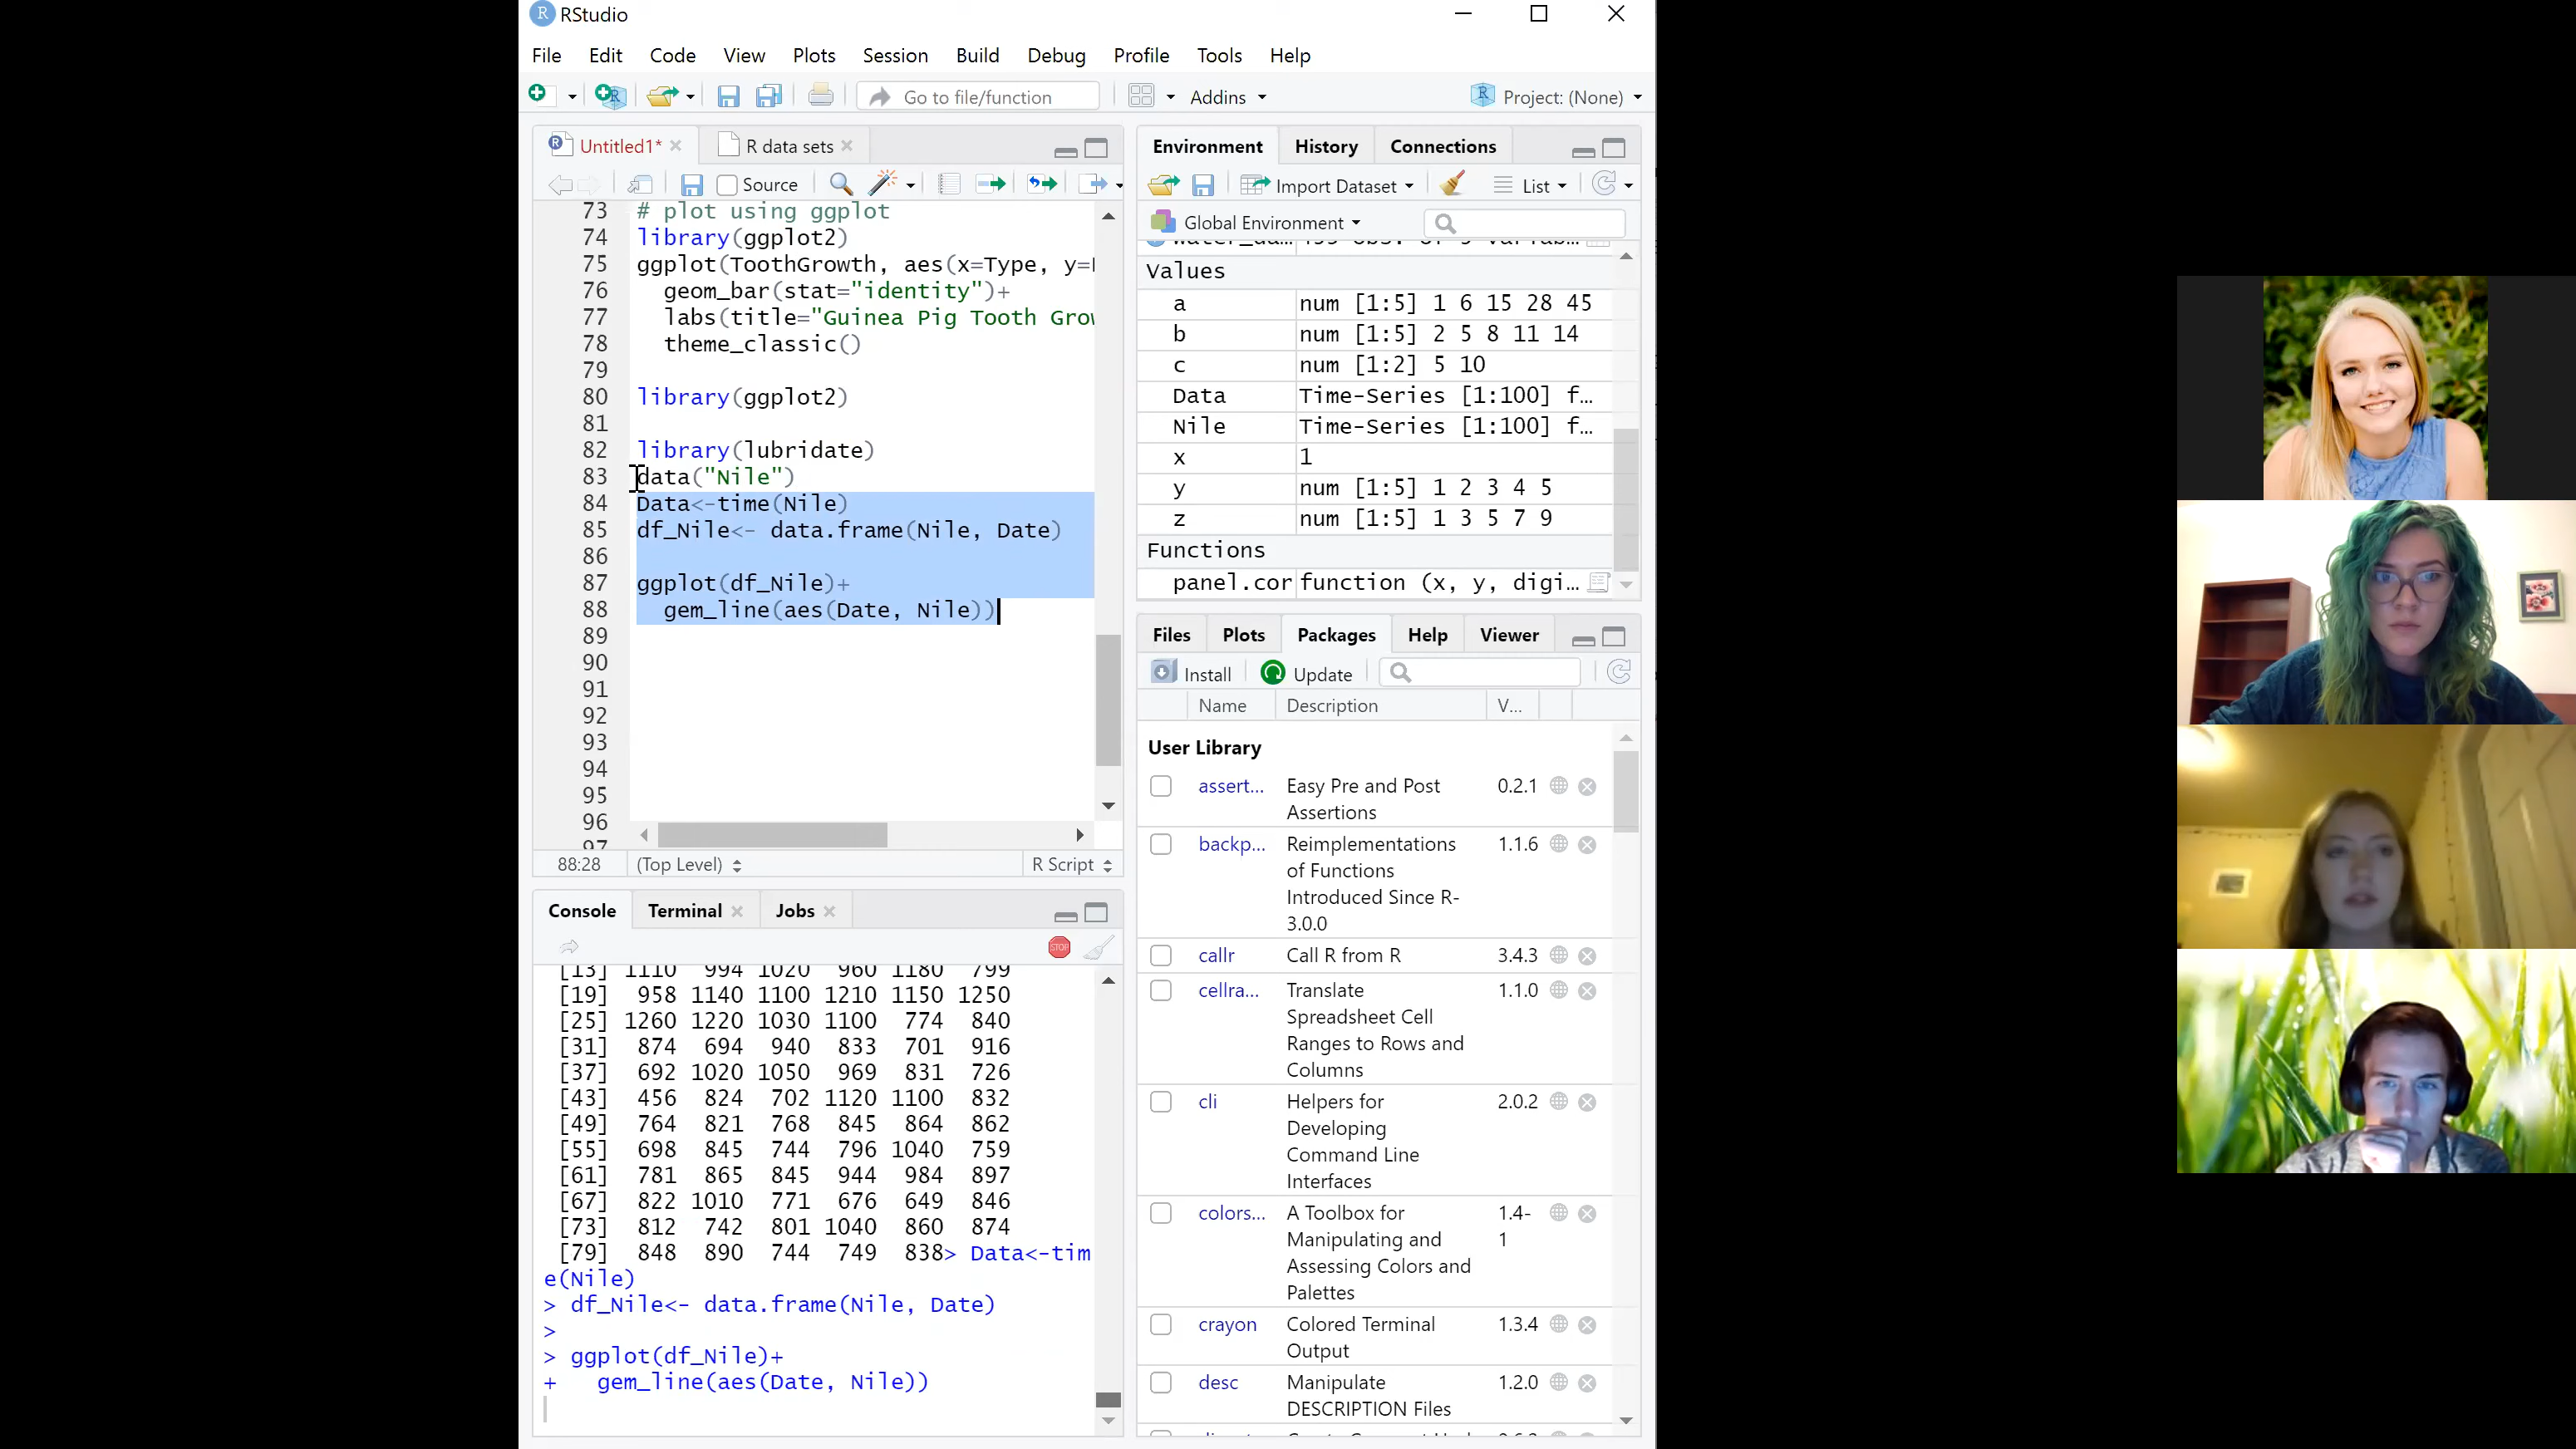 RStudio
File Edit Code View Plots Session Build Debug Profile Tools Help
Go to file/function Addins Project: (None)
Untitled1* R data sets
Source
73 # plot using ggplot
74 library(ggplot2)
75 ggplot(ToothGrowth, aes(x=Type, y=
76 geom_bar(stat="identity")+
77 labs(title="Guinea Pig Tooth Grow
78 theme_classic()
79
80 library(ggplot2)
81
82 library(lubridate)
83 data("Nile")
84 Data<-time(Nile)
85 df_Nile<- data.frame(Nile, Date)
86
87 ggplot(df_Nile)+
88 gem_line(aes(Date, Nile))
89
90
91
92
93
94
95
96
97
88:28 (Top Level) R Script
Console Terminal Jobs
STOP
[13] 1110 994 1020 960 1180 799
[19] 958 1140 1100 1210 1150 1250
[25] 1260 1220 1030 1100 774 840
[31] 874 694 940 833 701 916
[37] 692 1020 1050 969 831 726
[43] 456 824 702 1120 1100 832
[49] 764 821 768 845 864 862
[55] 698 845 744 796 1040 759
[61] 781 865 845 944 984 897
[67] 822 1010 771 676 649 846
[73] 812 742 801 1040 860 874
[79] 848 890 744 749 838> Data<-tim
e(Nile)
> df_Nile<- data.frame(Nile, Date)
>
> ggplot(df_Nile)+
+ gem_line(aes(Date, Nile))
Environment History Connections
Import Dataset List
Global Environment
Values
a num [1:5] 1 6 15 28 45
b num [1:5] 2 5 8 11 14
c num [1:2] 5 10
Data Time-Series [1:100] f...
Nile Time-Series [1:100] f...
x 1
y num [1:5] 1 2 3 4 5
z num [1:5] 1 3 5 7 9
Functions
panel.cor function (x, y, digi...
Files Plots Packages Help Viewer
Install Update
Name Description V...
User Library
assert... Easy Pre and Post 0.2.1
Assertions
backp... Reimplementations 1.1.6
of Functions
Introduced Since R-
3.0.0
callr Call R from R 3.4.3
cellra... Translate 1.1.0
Spreadsheet Cell
Ranges to Rows and
Columns
cli Helpers for 2.0.2
Developing
Command Line
Interfaces
colors... A Toolbox for 1.4-
Manipulating and 1
Assessing Colors and
Palettes
crayon Colored Terminal 1.3.4
Output
desc Manipulate 1.2.0
DESCRIPTION Files